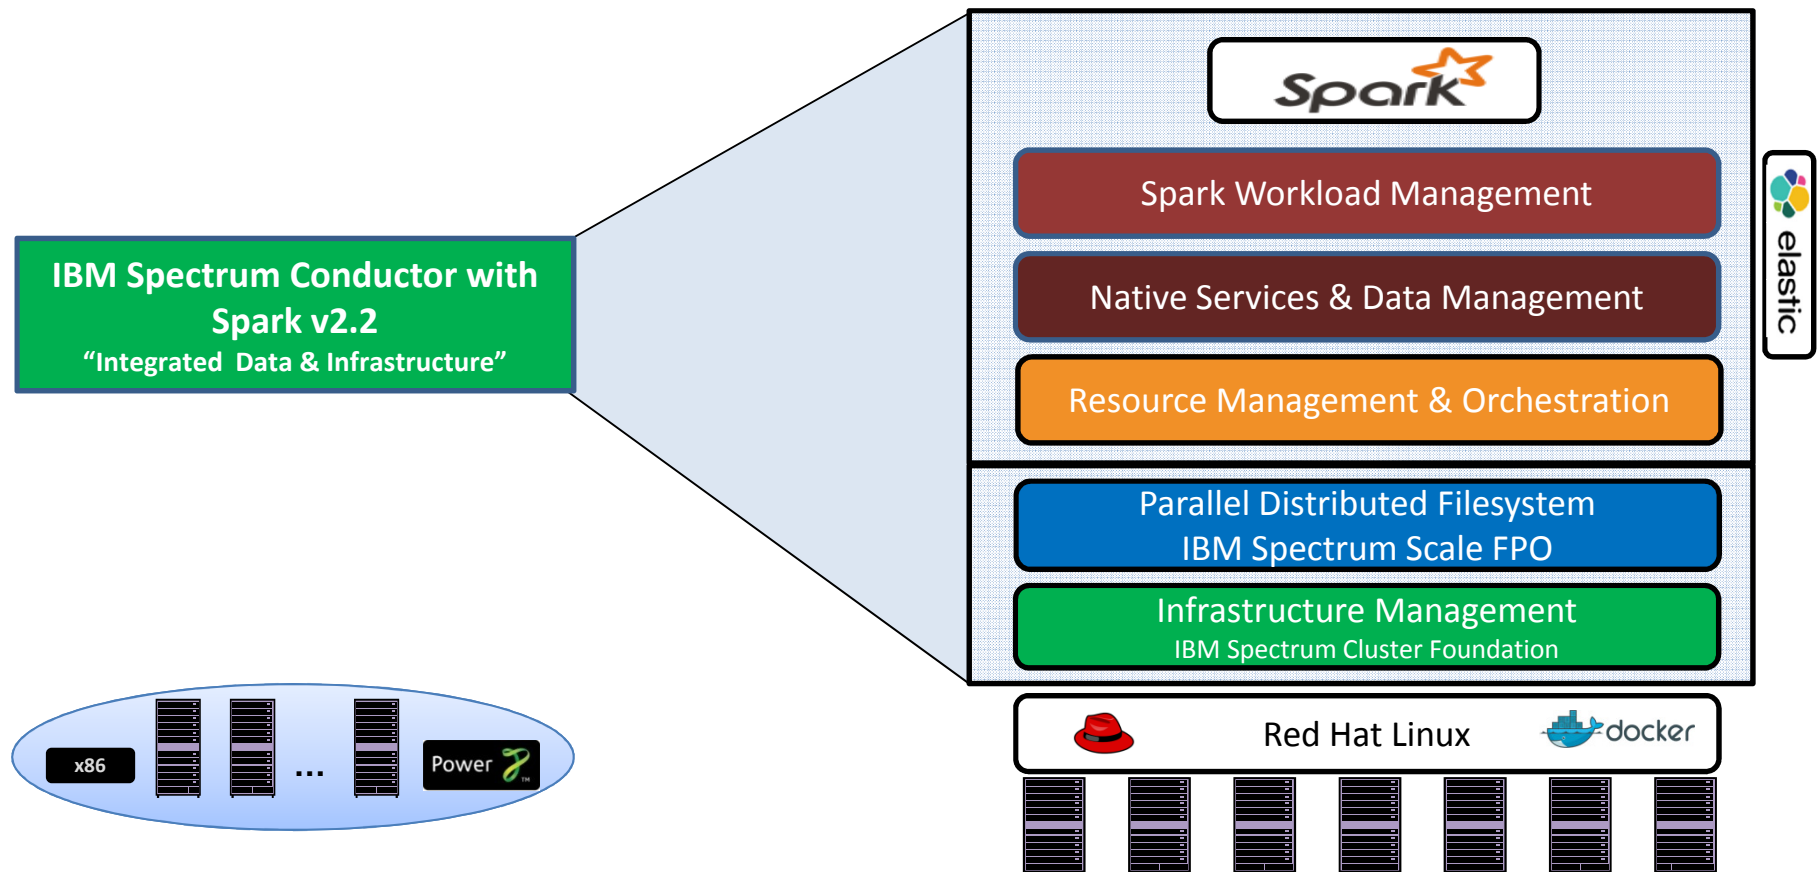 Spark
Spark Workload Management
Native Services & Data Management
Resource Management & Orchestration
elastic
IBM Spectrum Conductor with
Spark v2.2
“Integrated Data & Infrastructure”
Parallel Distributed Filesystem
IBM Spectrum Scale FPO
Infrastructure Management
IBM Spectrum Cluster Foundation
Red Hat Linux
docker
x86
...
Power
TM